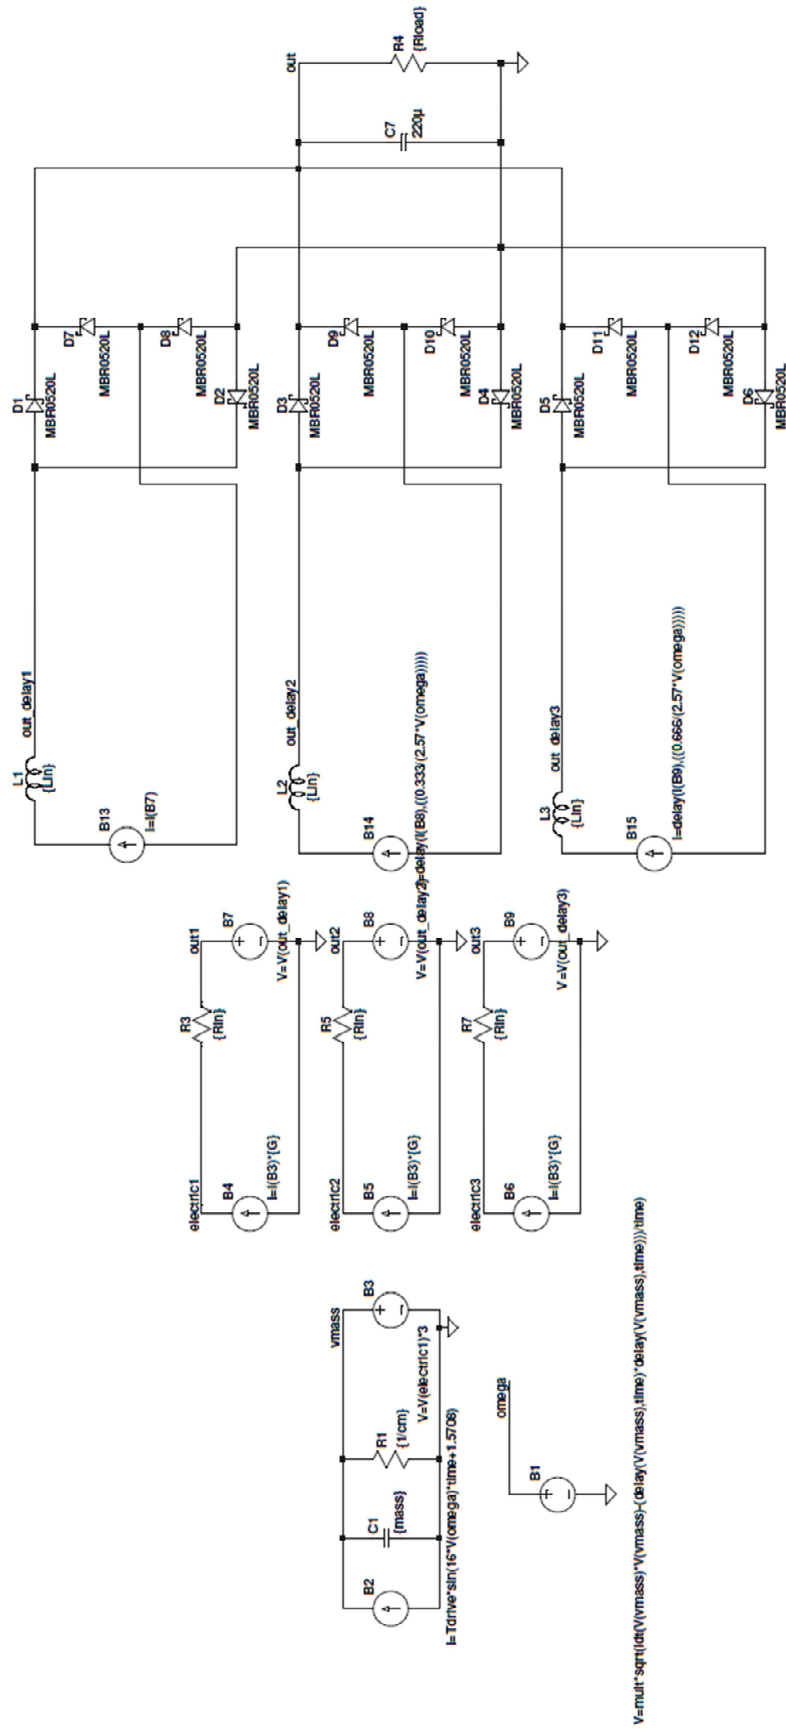 out
R4
{Rload}
C7
220µ
D1
MBR0520L
D7
MBR0520L
D8
MBR0520L
D2
MBR0520L
D3
MBR0520L
D9
MBR0520L
D10
MBR0520L
D4
MBR0520L
D5
MBR0520L
D11
MBR0520L
D12
MBR0520L
D6
MBR0520L
out_delay1
L1
{Lin}
B13
I=I(B7)
out_delay2
L2
{Lin}
B14
I=delay(I(B8),((0.333/(2.57*V(omega)))))
out_delay3
L3
{Lin}
B15
I=delay(I(B9),((0.666/(2.57*V(omega)))))
out1
B7
V=V(out_delay1)
R3
{Rin}
electric1
B4
I=I(B3)*{G}
out2
B8
V=V(out_delay2)
R5
{Rin}
electric2
B5
I=I(B3)*{G}
out3
B9
V=V(out_delay3)
R7
{Rin}
electric3
B6
I=I(B3)*{G}
vmass
B3
V=V(electric1)*3
R1
{1/cm}
C1
{mass}
B2
I=Tdrive*sin(16*V(omega)*time+1.5708)
omega
B1
V=mult*sqrt(idt(V(vmass)*V(vmass)-(delay(V(vmass),time)*delay(V(vmass),time)))/time)